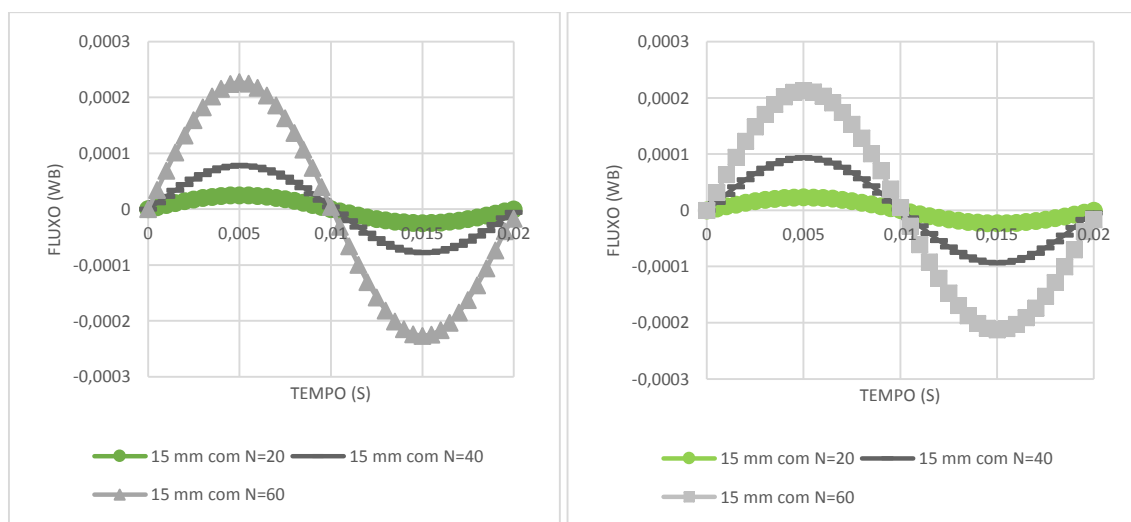 0,0003
0,0002
0,0001
0
-0,0001
-0,0002
-0,0003
FLUXO (WB)
0 0,005 0,01 0,015 0,02
TEMPO (S)
15 mm com N=20 15 mm com N=40
15 mm com N=60
0,0003
0,0002
0,0001
0
-0,0001
-0,0002
-0,0003
FLUXO (WB)
0 0,005 0,01 0,015 0,02
TEMPO (S)
15 mm com N=20 15 mm com N=40
15 mm com N=60